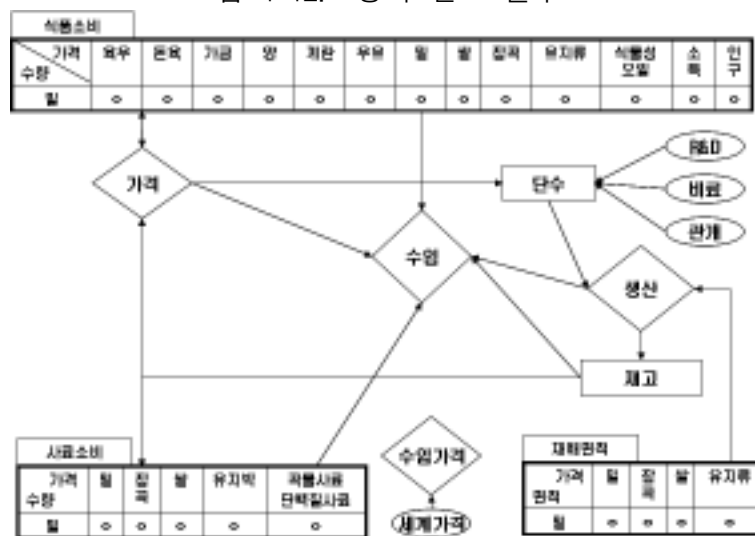 식품소비
가격 육우 돈육 가금 양 계란 우유 밀 쌀 잡곡 유지류 식물성 오일 소득 인구
수량
밀 ○ ○ ○ ○ ○ ○ ○ ○ ○ ○ ○ ○ ○
R&D
가격 단수 비료
관개
수입
생산
재고
사료소비 수입가격 재배면적
가격 밀 잡곡 쌀 유지박 곡물사료 단백질사료
수량
밀 ○ ○ ○ ○ ○
세계가격
가격 밀 잡곡 쌀 유지류
면적
밀 ○ ○ ○ ○